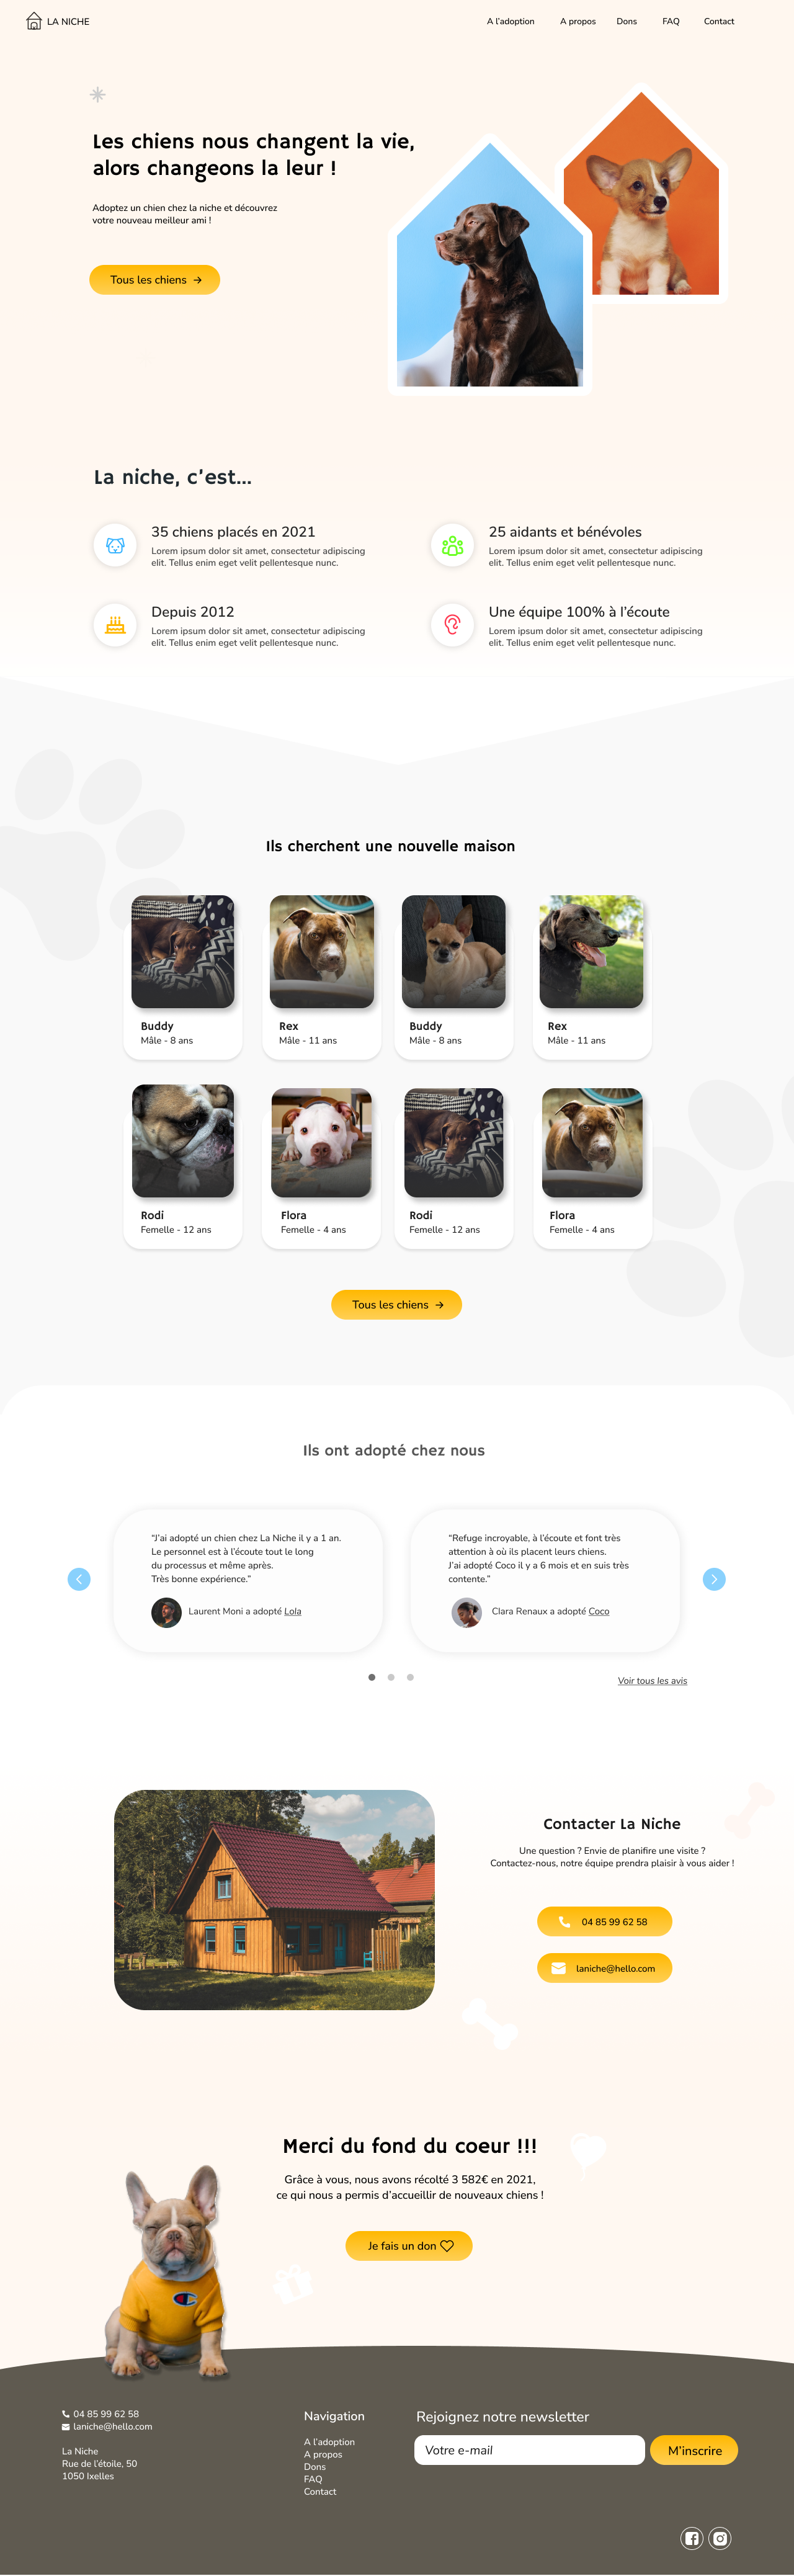 LA NICHE
A l'adoption
A propos
Dons
FAQ
Contact
Les chiens nous changent la vie,
alors changeons la leur !
Adoptez un chien chez la niche et découvrez
votre nouveau meilleur ami !
Tous les chiens
La niche, c'est...
35 chiens placés en 2021
Lorem ipsum dolor sit amet, consectetur adipiscing
elit. Tellus enim eget velit pellentesque nunc.
25 aidants et bénévoles
Lorem ipsum dolor sit amet, consectetur adipiscing
elit. Tellus enim eget velit pellentesque nunc.
Depuis 2012
Lorem ipsum dolor sit amet, consectetur adipiscing
elit. Tellus enim eget velit pellentesque nunc.
Une équipe 100% à l'écoute
Lorem ipsum dolor sit amet, consectetur adipiscing
elit. Tellus enim eget velit pellentesque nunc.
Ils cherchent une nouvelle maison
Buddy
Mâle - 8 ans
Rex
Mâle - 11 ans
Buddy
Mâle - 8 ans
Rex
Mâle - 11 ans
Rodi
Femelle - 12 ans
Flora
Femelle - 4 ans
Rodi
Femelle - 12 ans
Flora
Femelle - 4 ans
Tous les chiens
Ils ont adopté chez nous
"J'ai adopté un chien chez La Niche il y a 1 an.
Le personnel est à l'écoute tout le long
du processus et même après.
Très bonne expérience."
Laurent Moni a adopté Lola
"Refuge incroyable, à l'écoute et font très
attention à où ils placent leurs chiens.
J'ai adopté Coco il y a 6 mois et en suis très
contente."
Clara Renaux a adopté Coco
Voir tous les avis
Contacter La Niche
Une question ? Envie de planifire une visite ?
Contactez-nous, notre équipe prendra plaisir à vous aider !
04 85 99 62 58
laniche@hello.com
Merci du fond du coeur !!!
Grâce à vous, nous avons récolté 3 582€ en 2021,
ce qui nous a permis d'accueillir de nouveaux chiens !
Je fais un don
04 85 99 62 58
laniche@hello.com
La Niche
Rue de l'étoile, 50
1050 Ixelles
Navigation
A l'adoption
A propos
Dons
FAQ
Contact
Rejoignez notre newsletter
Votre e-mail
M'inscrire